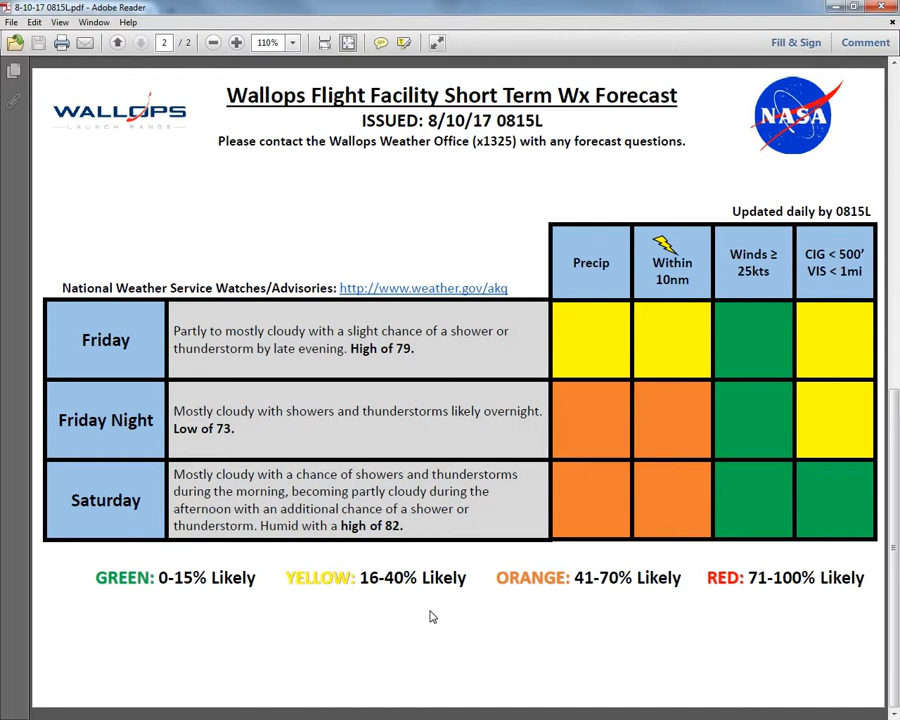 8-10-17 0815L.pdf - Adobe Reader
File Edit View Window Help
2 / 2 110% Fill & Sign Comment
WALLOPS
LAUNCH RANGE
Wallops Flight Facility Short Term Wx Forecast
ISSUED: 8/10/17 0815L
Please contact the Wallops Weather Office (x1325) with any forecast questions.
NASA
Updated daily by 0815L
National Weather Service Watches/Advisories: http://www.weather.gov/akq
Precip
Within
10nm
Winds ≥
25kts
CIG < 500’
VIS < 1mi
Friday
Partly to mostly cloudy with a slight chance of a shower or
thunderstorm by late evening. High of 79.
Friday Night
Mostly cloudy with showers and thunderstorms likely overnight.
Low of 73.
Saturday
Mostly cloudy with a chance of showers and thunderstorms
during the morning, becoming partly cloudy during the
afternoon with an additional chance of a shower or
thunderstorm. Humid with a high of 82.
GREEN: 0-15% Likely YELLOW: 16-40% Likely ORANGE: 41-70% Likely RED: 71-100% Likely